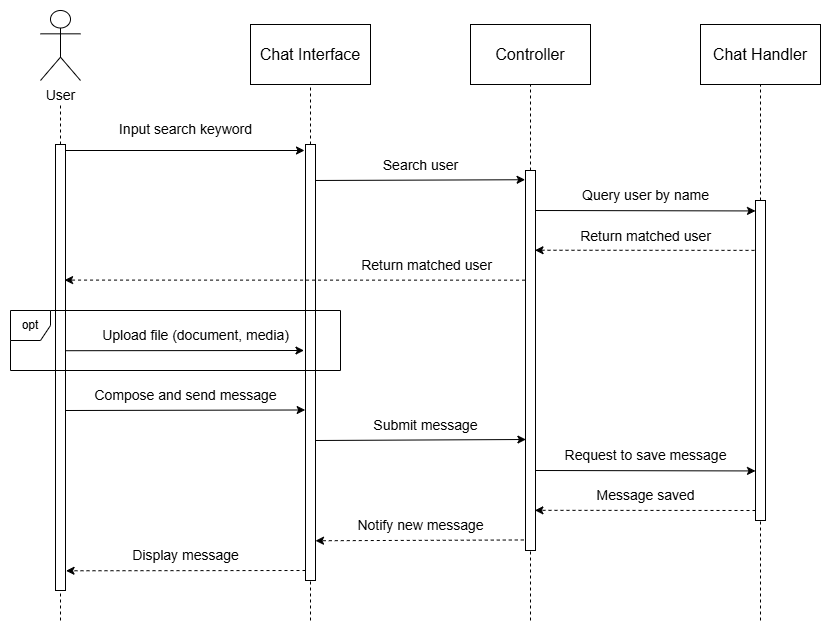 Chat Interface
Controller
Chat Handler
User
Input search keyword
Search user
Query user by name
Return matched user
Return matched user
opt
Upload file (document, media)
Compose and send message
Submit message
Request to save message
Message saved
Notify new message
Display message